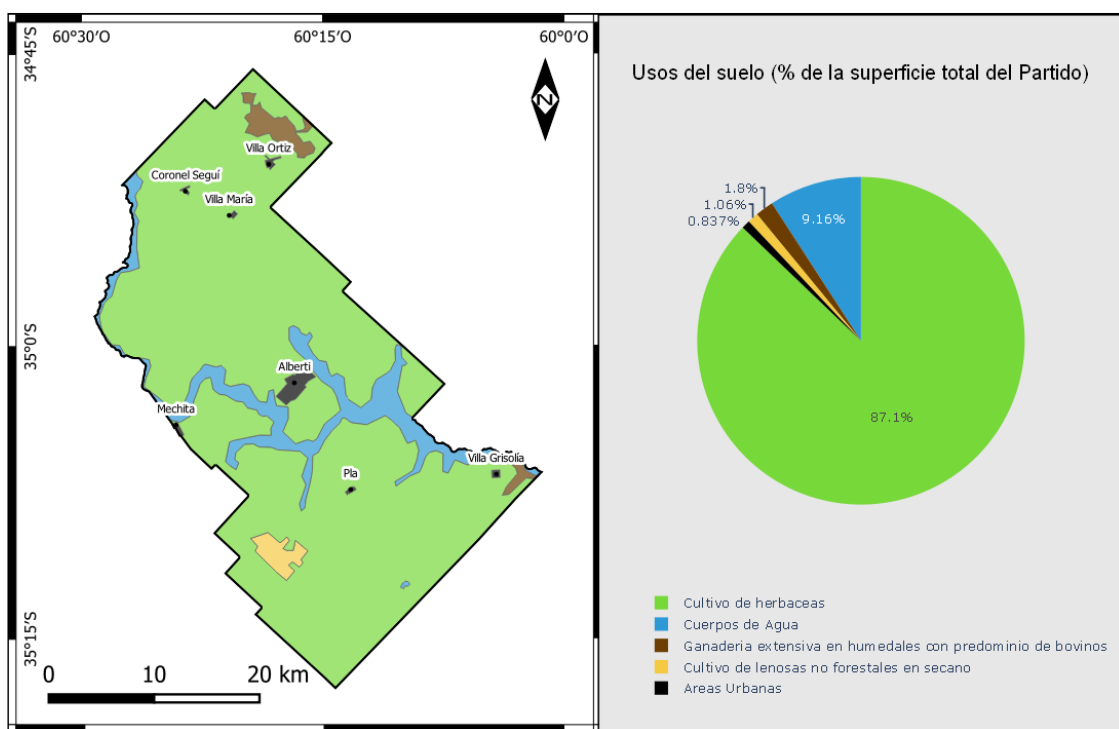 60°30'O
60°15'O
60°0'O
34°45'S
35°0'S
35°15'S
N
Villa Ortiz
Coronel Seguí
Villa María
Alberti
Mechita
Villa Grisolía
Pla
0
10
20 km
Usos del suelo (% de la superficie total del Partido)
1.8%
1.06%
0.837%
9.16%
87.1%
Cultivo de herbaceas
Cuerpos de Agua
Ganaderia extensiva en humedales con predominio de bovinos
Cultivo de lenosas no forestales en secano
Areas Urbanas